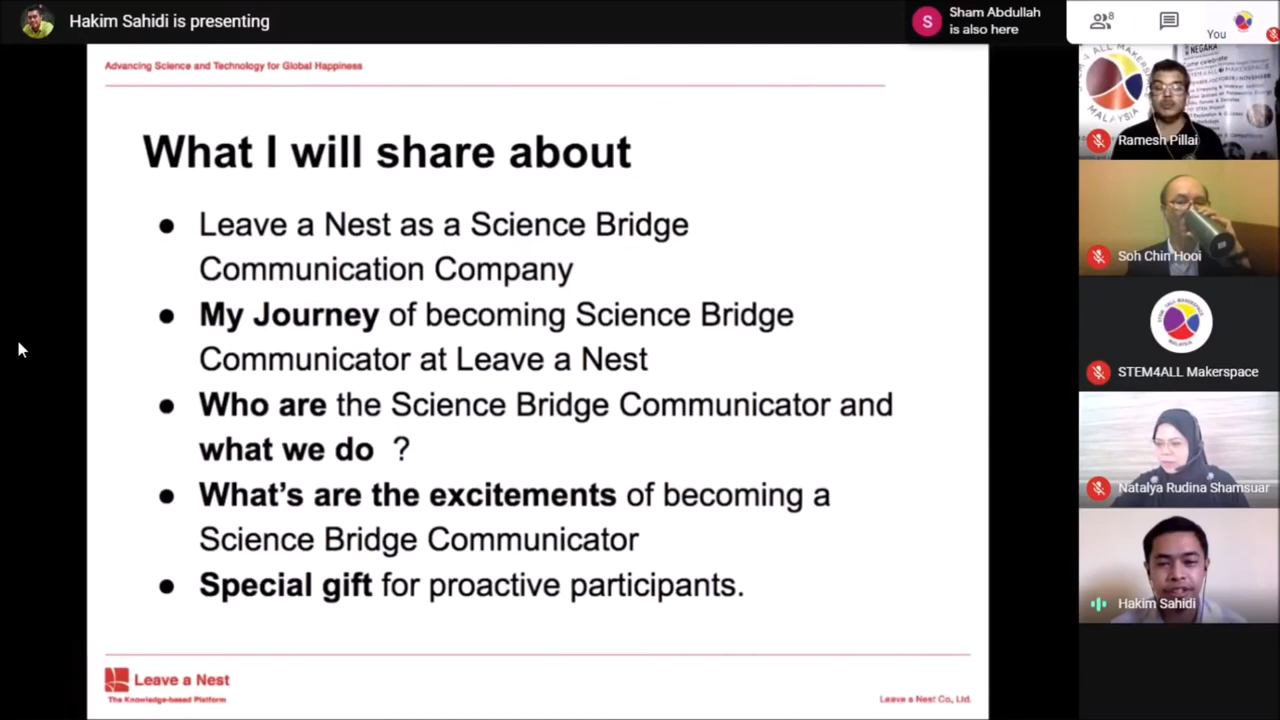 Hakim Sahidi is presenting
S
Sham Abdullah
is also here
8
You
Advancing Science and Technology for Global Happiness
What I will share about
● Leave a Nest as a Science Bridge
Communication Company
● My Journey of becoming Science Bridge
Communicator at Leave a Nest
● Who are the Science Bridge Communicator and
what we do ?
● What's are the excitements of becoming a
Science Bridge Communicator
● Special gift for proactive participants.
Leave a Nest
The Knowledge-based Platform
Leave a Nest Co., Ltd.
NEGARA
MALAYSIA
Ramesh Pillai
Soh Chin Hooi
STEM4ALL Makerspace
Natalya Rudina Shamsuar
Hakim Sahidi